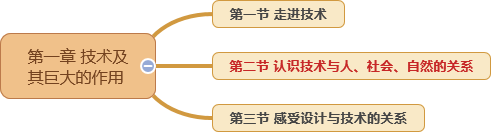 第一章 技术及
其巨大的作用
第一节 走进技术
第二节 认识技术与人、社会、自然的关系
第三节 感受设计与技术的关系